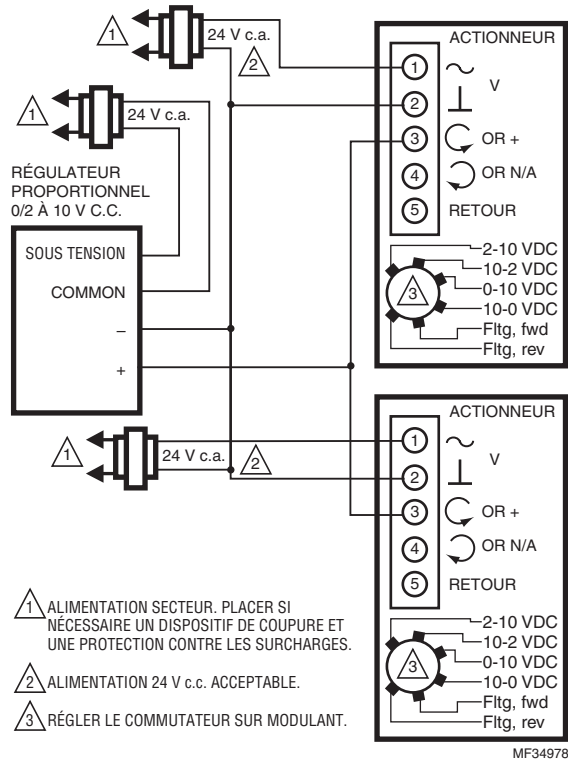 1
24 V c.a.
2
ACTIONNEUR
1
V
2
3
OR +
4
OR N/A
5
RETOUR
2-10 VDC
10-2 VDC
0-10 VDC
10-0 VDC
Fltg, fwd
Fltg, rev
3
1
24 V c.a.
RÉGULATEUR
PROPORTIONNEL
0/2 À 10 V C.C.
SOUS TENSION
COMMON
–
+
1
24 V c.a.
2
ACTIONNEUR
1
V
2
3
OR +
4
OR N/A
5
RETOUR
2-10 VDC
10-2 VDC
0-10 VDC
10-0 VDC
Fltg, fwd
Fltg, rev
3
1 ALIMENTATION SECTEUR. PLACER SI
NÉCESSAIRE UN DISPOSITIF DE COUPURE ET
UNE PROTECTION CONTRE LES SURCHARGES.
2 ALIMENTATION 24 V c.c. ACCEPTABLE.
3 RÉGLER LE COMMUTATEUR SUR MODULANT.
MF34978